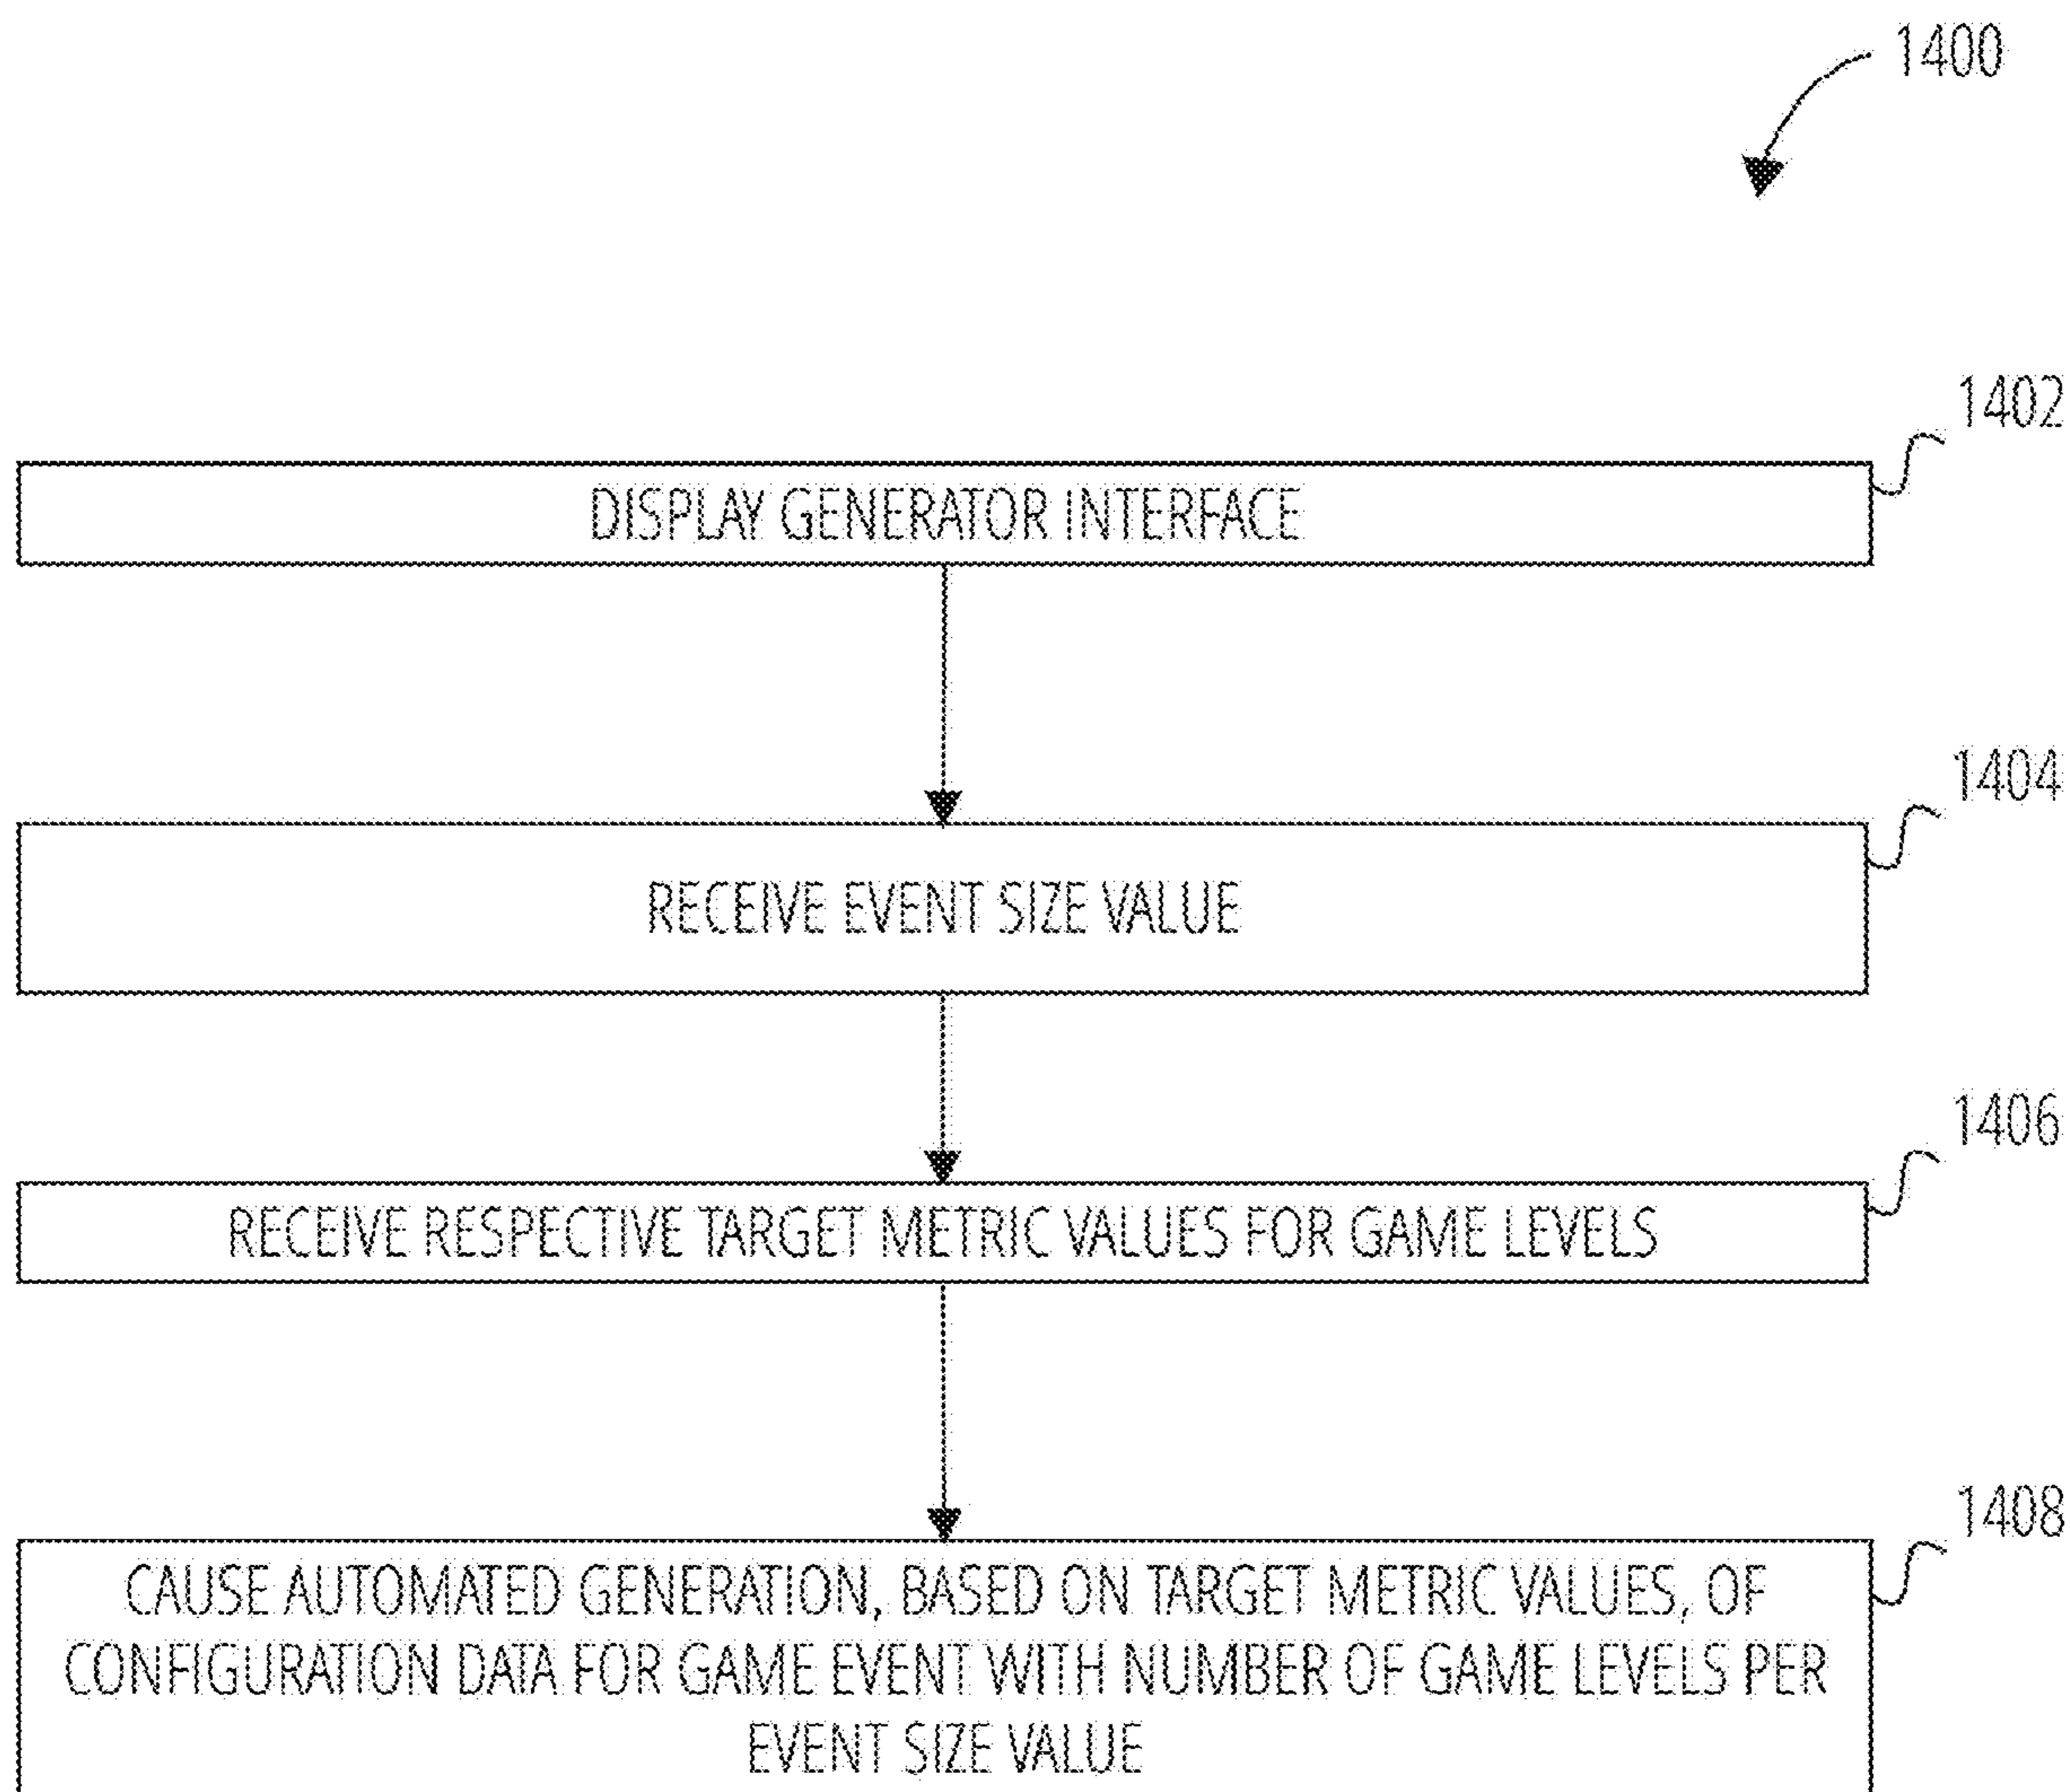 1400
1402
DISPLAY GENERATOR INTERFACE
1404
RECEIVE EVENT SIZE VALUE
1406
RECEIVE RESPECTIVE TARGET METRIC VALUES FOR GAME LEVELS
1408
CAUSE AUTOMATED GENERATION, BASED ON TARGET METRIC VALUES, OF
CONFIGURATION DATA FOR GAME EVENT WITH NUMBER OF GAME LEVELS PER
EVENT SIZE VALUE